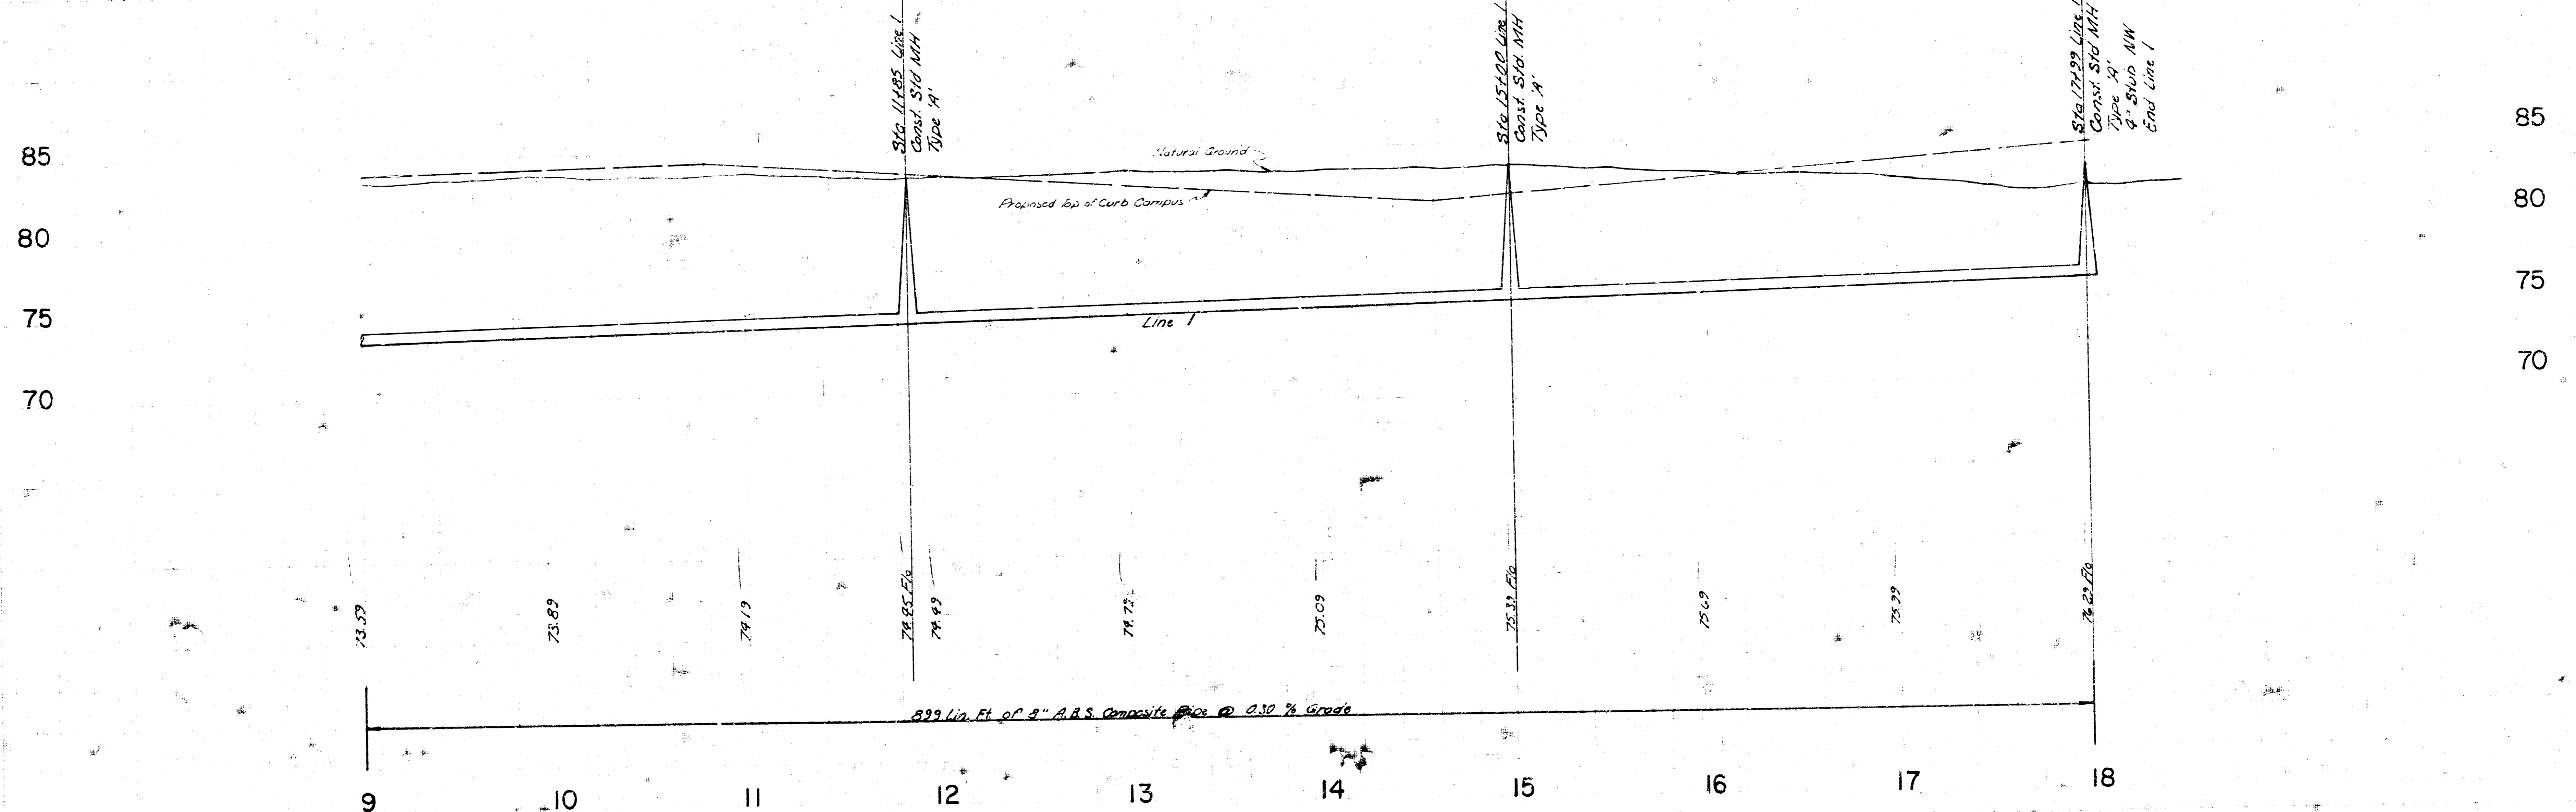 Sta 11+85 Line 1
Const. Std MH
Type 'A'
Sta 15+00 Line 1
Const. Std. MH
Type 'A'
Sta 17+99 Line 1
Const. Std MH
Type 'A'
4" Stub NW
End Line 1
85
85
Natural Ground
Proposed Top of Curb Campus
80
80
75
75
Line 1
70
70
73.59
73.89
74.19
74.45 F/o
74.49
74.79
75.09
75.39 F/o
75.69
75.99
76.29 F/o
899 Lin. Ft. of 8" A.B.S. Composite Pipe @ 0.30 % Grade
9
10
11
12
13
14
15
16
17
18